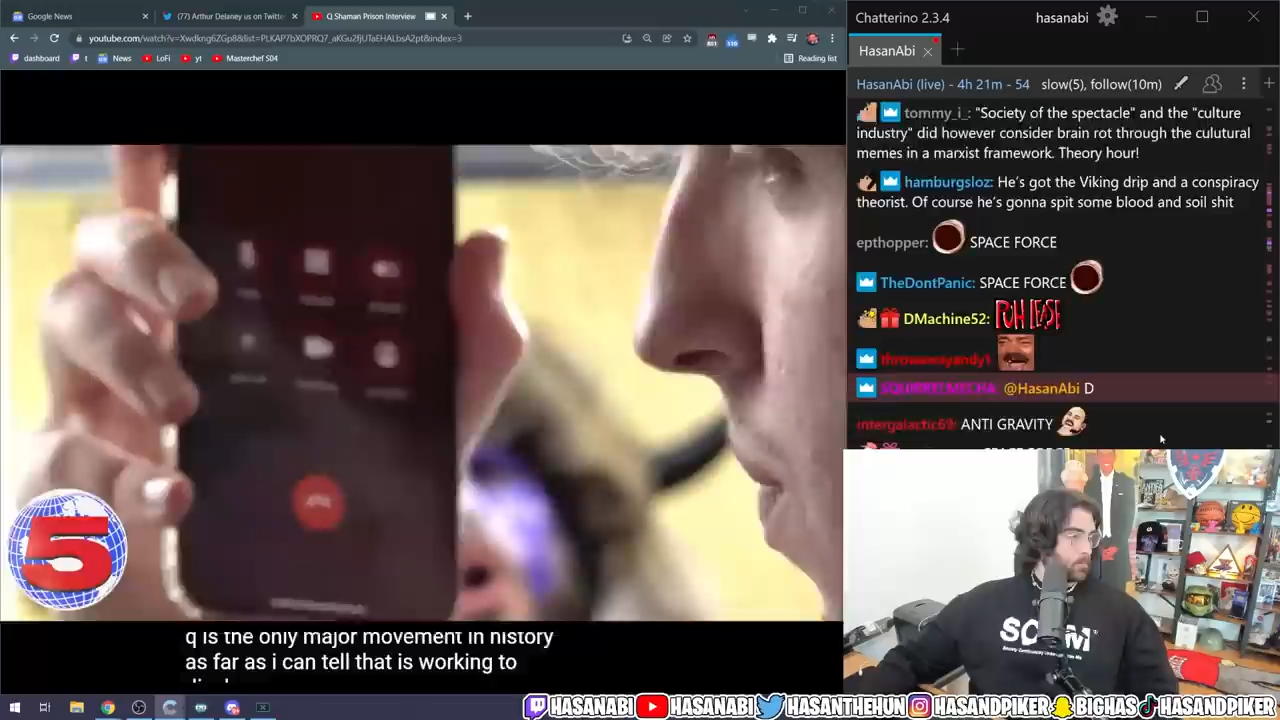 Google News
(77) Arthur Delaney us on Twitte
Q Shaman Prison Interview
youtube.com/watch?v=Xwdkng6ZGp8&list=PLKAP7bXOPRQ7_aKGu2fjUTaEHALbsA2pt&index=3
dashboard
t
News
LoFi
yt
Masterchef S04
Reading list
5
q is the only major movement in history
as far as i can tell that is working to
Chatterino 2.3.4
hasanabi
HasanAbi
HasanAbi (live) - 4h 21m - 54
slow(5), follow(10m)
tommy_i_: "Society of the spectacle" and the "culture
industry" did however consider brain rot through the culutural
memes in a marxist framework. Theory hour!
hamburgsloz: He's got the Viking drip and a conspiracy
theorist. Of course he's gonna spit some blood and soil shit
epthopper: SPACE FORCE
TheDontPanic: SPACE FORCE
DMachine52: PUH LEASE
throwawayandy1
SQUIRRELMECHA: @HasanAbi D
intergalactic69: ANTI GRAVITY
HASANABI
HASANABI
HASANTHEHUN
HASANDPIKER
BIGHAS
HASANDPIKER